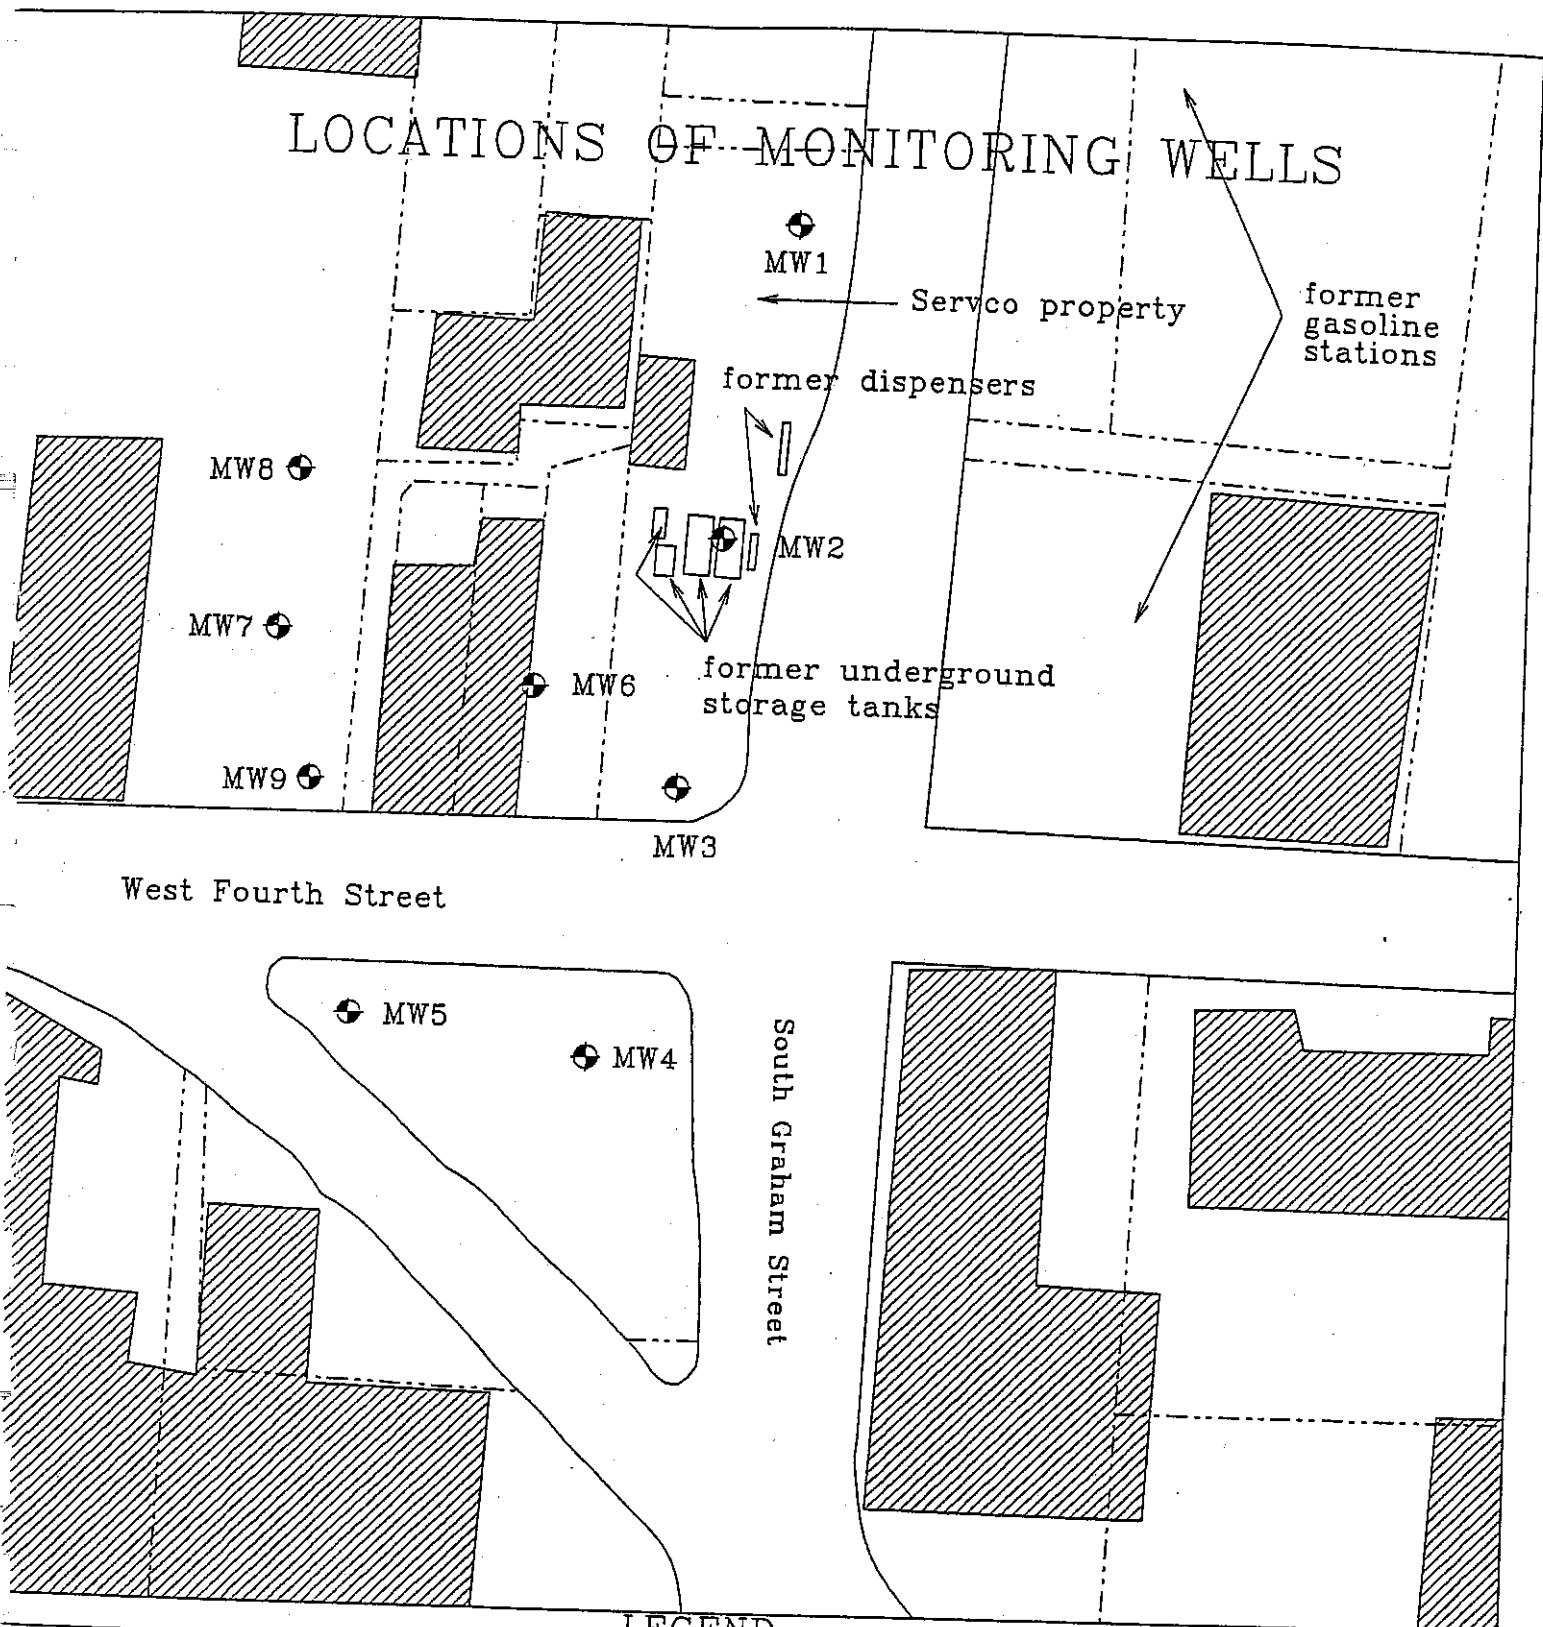 LOCATIONS OF MONITORING WELLS
MW1
Servco property
former
gasoline
stations
former dispensers
MW8
MW2
MW7
MW6
former underground
storage tanks
MW9
MW3
West Fourth Street
MW5
MW4
South Graham Street
LEGEND